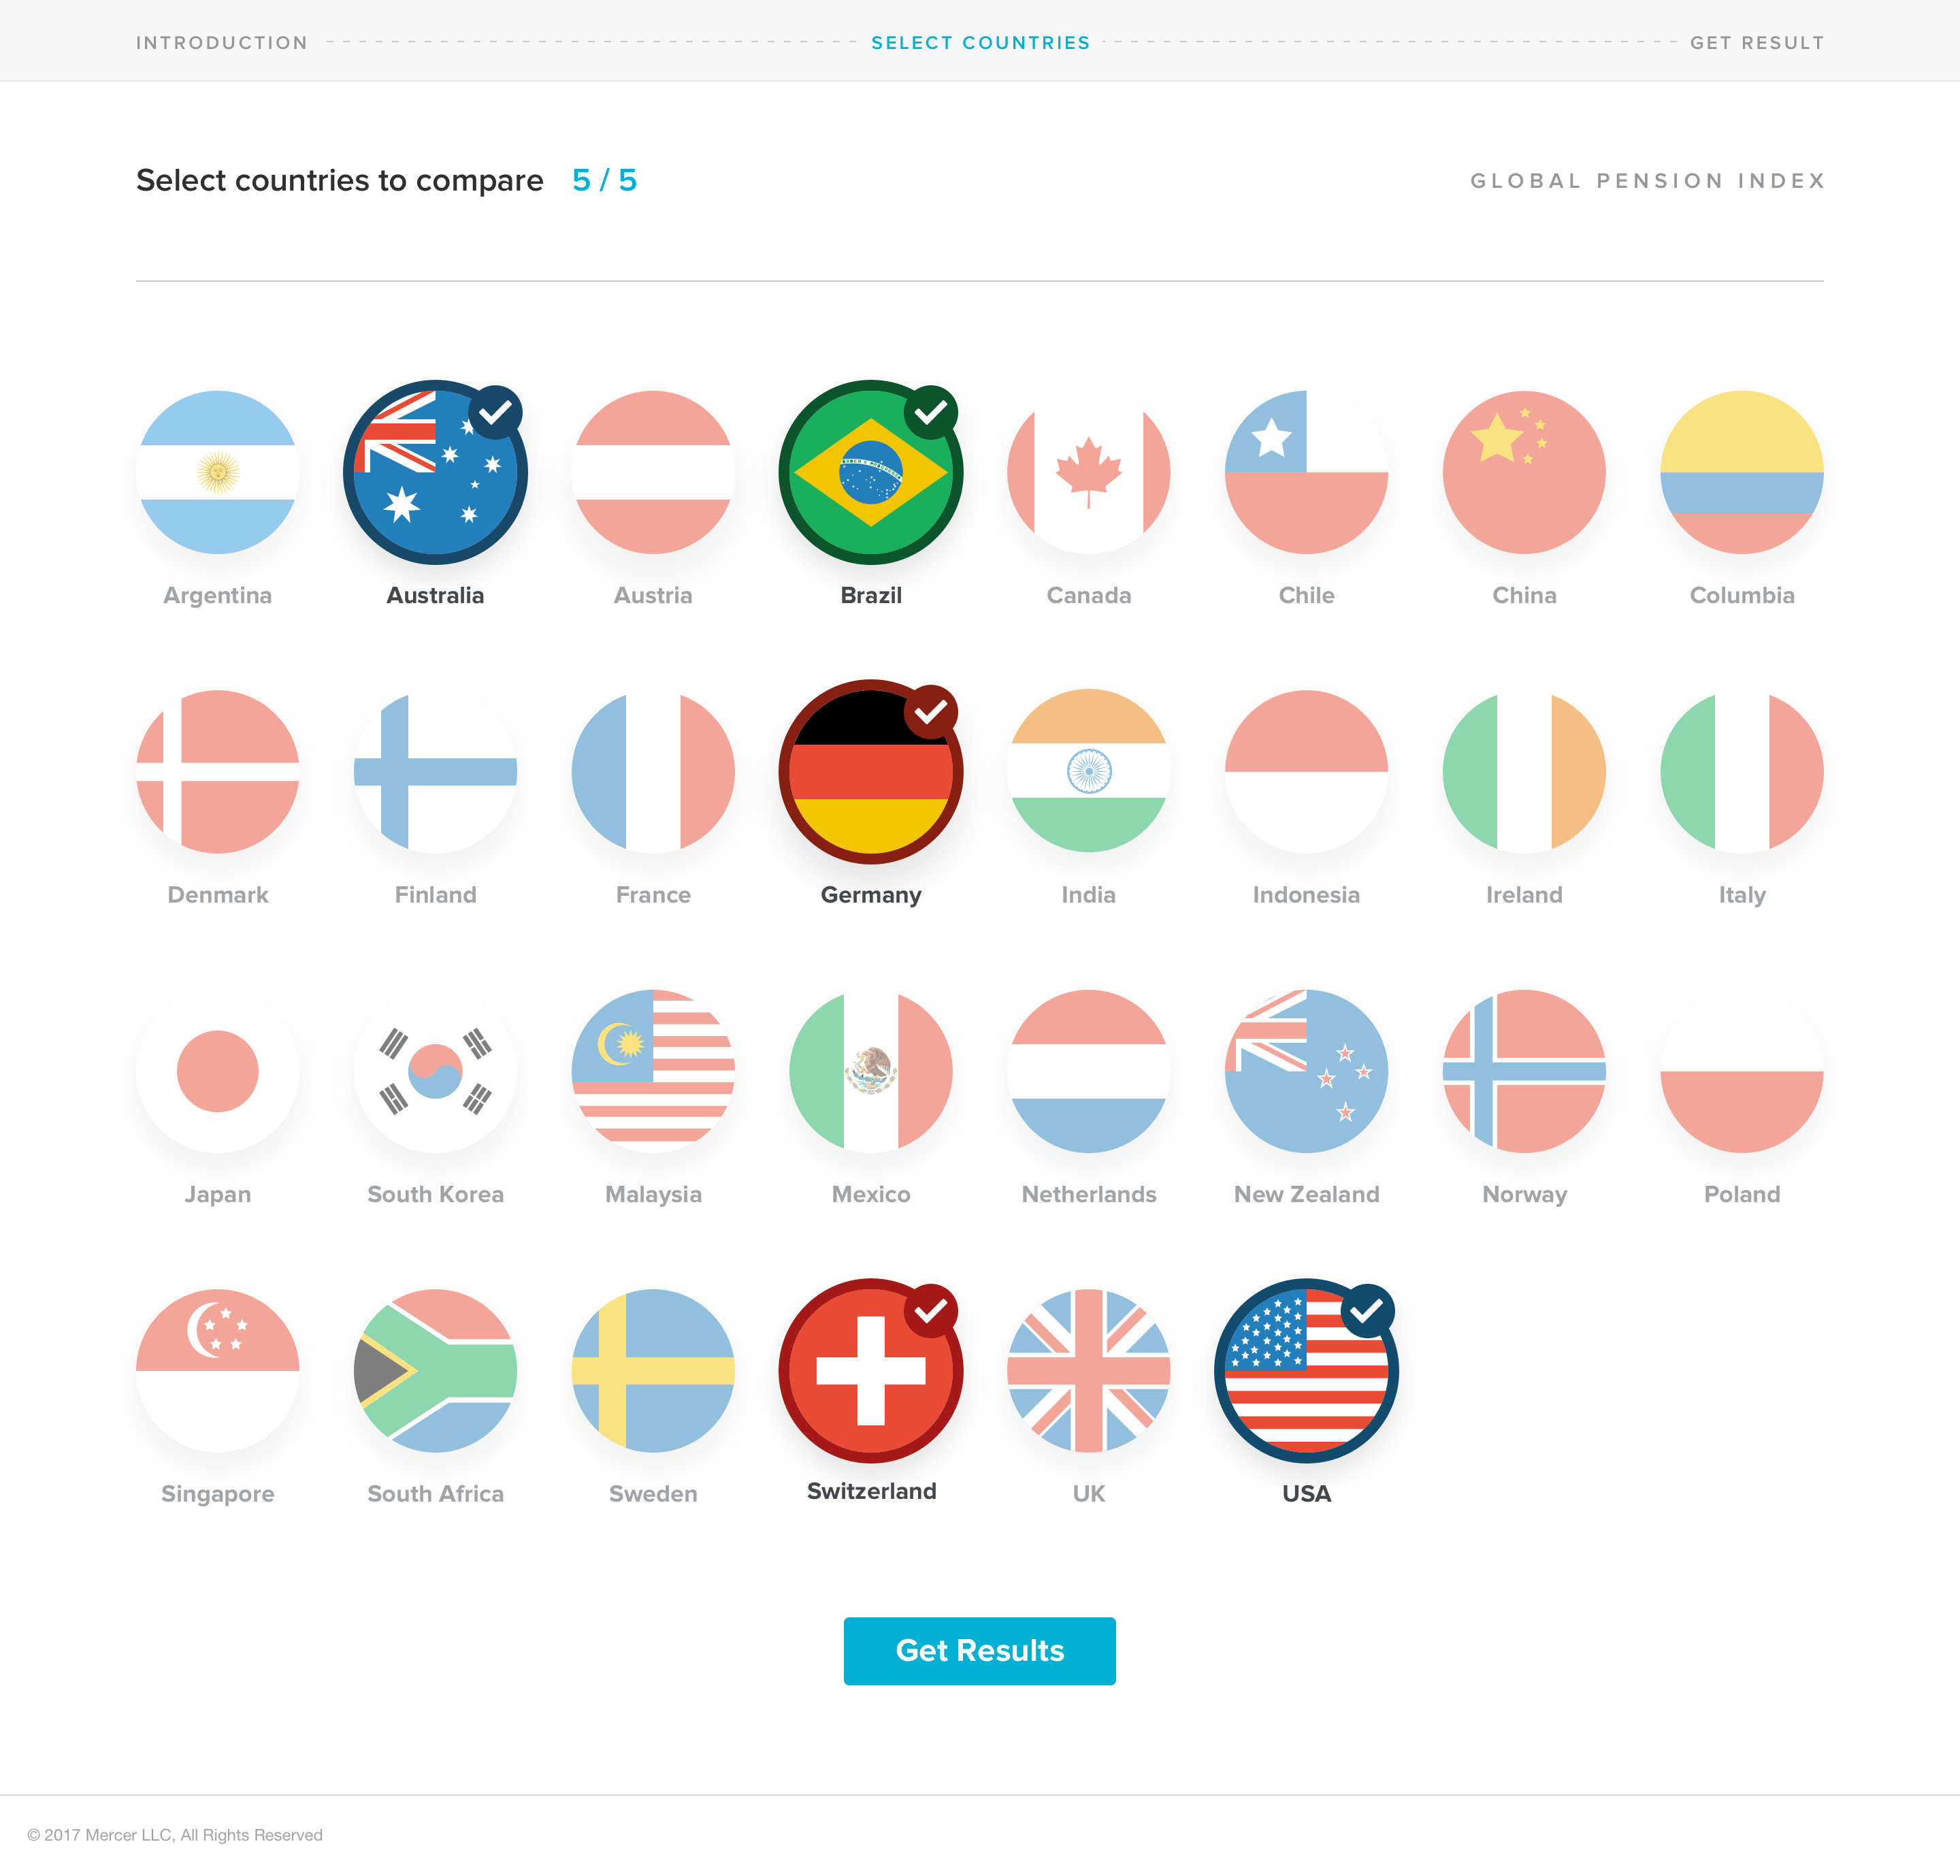 INTRODUCTION SELECT COUNTRIES GET RESULT
Select countries to compare 5 / 5 GLOBAL PENSION INDEX
Argentina Australia Austria Brazil Canada Chile China Columbia
Denmark Finland France Germany India Indonesia Ireland Italy
Japan South Korea Malaysia Mexico Netherlands New Zealand Norway Poland
Singapore South Africa Sweden Switzerland UK USA
Get Results
© 2017 Mercer LLC, All Rights Reserved